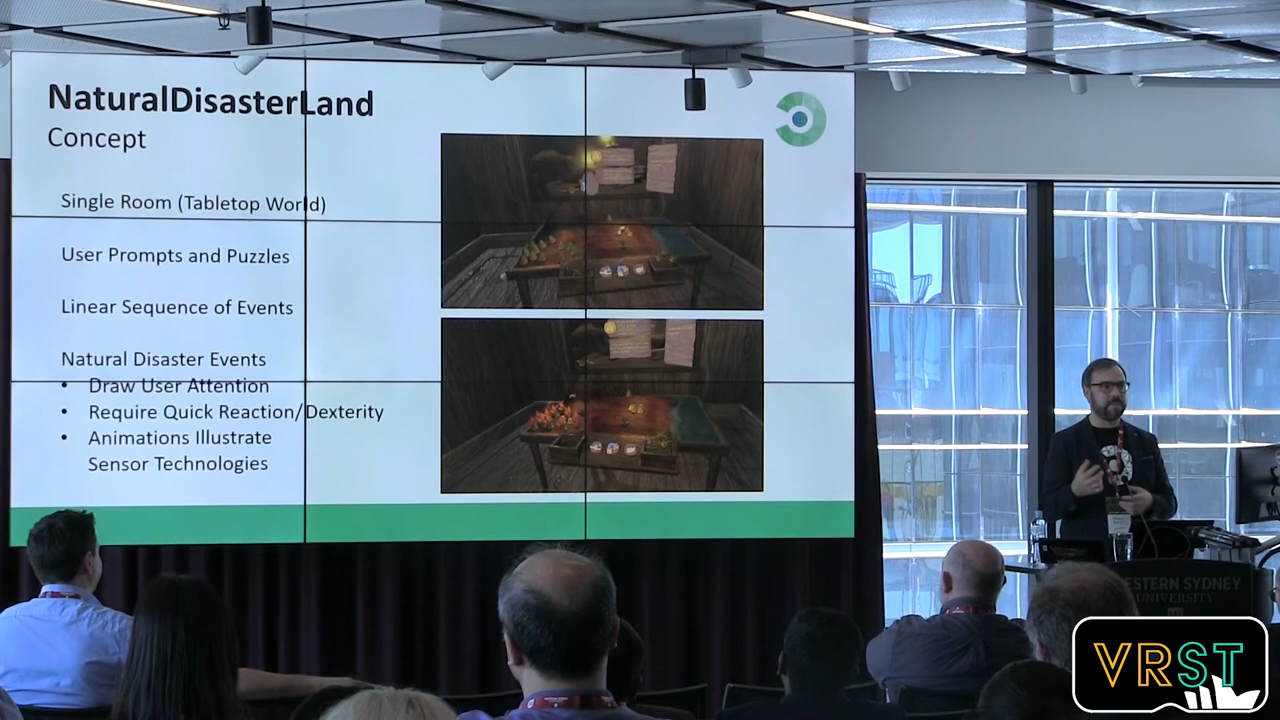 NaturalDisasterLand
Concept
Single Room (Tabletop World)
User Prompts and Puzzles
Linear Sequence of Events
Natural Disaster Events
• Draw User Attention
• Require Quick Reaction/Dexterity
• Animations Illustrate
Sensor Technologies
ESTERN SYDNEY
UNIVERSITY
VRST